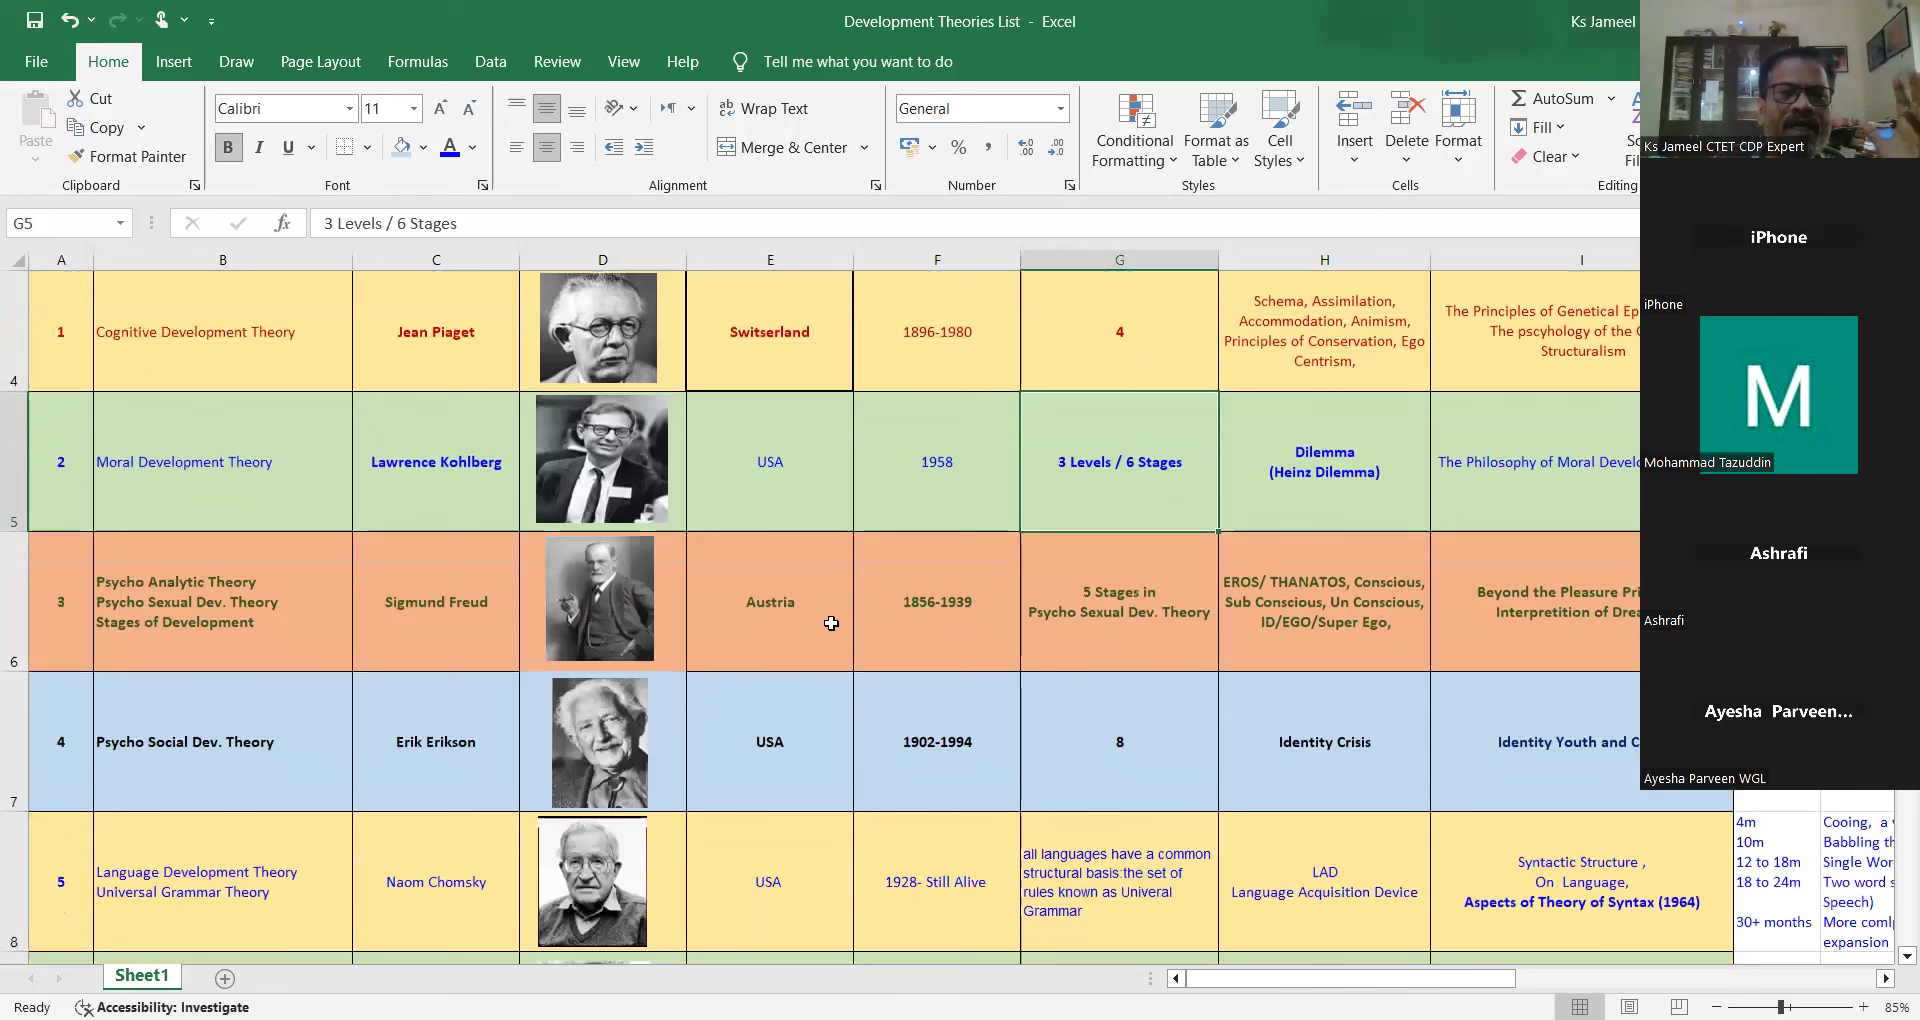 Development Theories List - Excel
Ks Jameel
File Home Insert Draw Page Layout Formulas Data Review View Help Tell me what you want to do
Paste
Cut
Copy
Format Painter
Clipboard
Calibri 11
B I U
Font
Wrap Text
Merge & Center
Alignment
General
%
Number
Conditional Formatting
Format as Table
Cell Styles
Styles
Insert Delete Format
Cells
AutoSum
Fill
Clear
Editing
G5
fx
3 Levels / 6 Stages
A B C D E F G H I
4
1
Cognitive Development Theory
Jean Piaget
Switserland
1896-1980
4
Schema, Assimilation,
Accommodation, Animism,
Principles of Conservation, Ego
Centrism,
The Principles of Genetical Ep
The pscyhology of the
Structuralism
5
2
Moral Development Theory
Lawrence Kohlberg
USA
1958
3 Levels / 6 Stages
Dilemma
(Heinz Dilemma)
The Philosophy of Moral Develo
6
3
Psycho Analytic Theory
Psycho Sexual Dev. Theory
Stages of Development
Sigmund Freud
Austria
1856-1939
5 Stages in
Psycho Sexual Dev. Theory
EROS/ THANATOS, Conscious,
Sub Conscious, Un Conscious,
ID/EGO/Super Ego,
Beyond the Pleasure Pri
Interpretition of Drea
7
4
Psycho Social Dev. Theory
Erik Erikson
USA
1902-1994
8
Identity Crisis
Identity Youth and C
8
5
Language Development Theory
Universal Grammar Theory
Naom Chomsky
USA
1928- Still Alive
all languages have a common
structural basis:the set of
rules known as Univeral
Grammar
LAD
Language Acquisition Device
Syntactic Structure ,
On Language,
Aspects of Theory of Syntax (1964)
4m
10m
12 to 18m
18 to 24m
30+ months
Cooing, a
Babbling th
Single Wor
Two word s
Speech)
More coml
expansion
Ks Jameel CTET CDP Expert
iPhone
iPhone
M
Mohammad Tazuddin
Ashrafi
Ashrafi
Ayesha Parveen...
Ayesha Parveen WGL
Sheet1
Ready
Accessibility: Investigate
85%